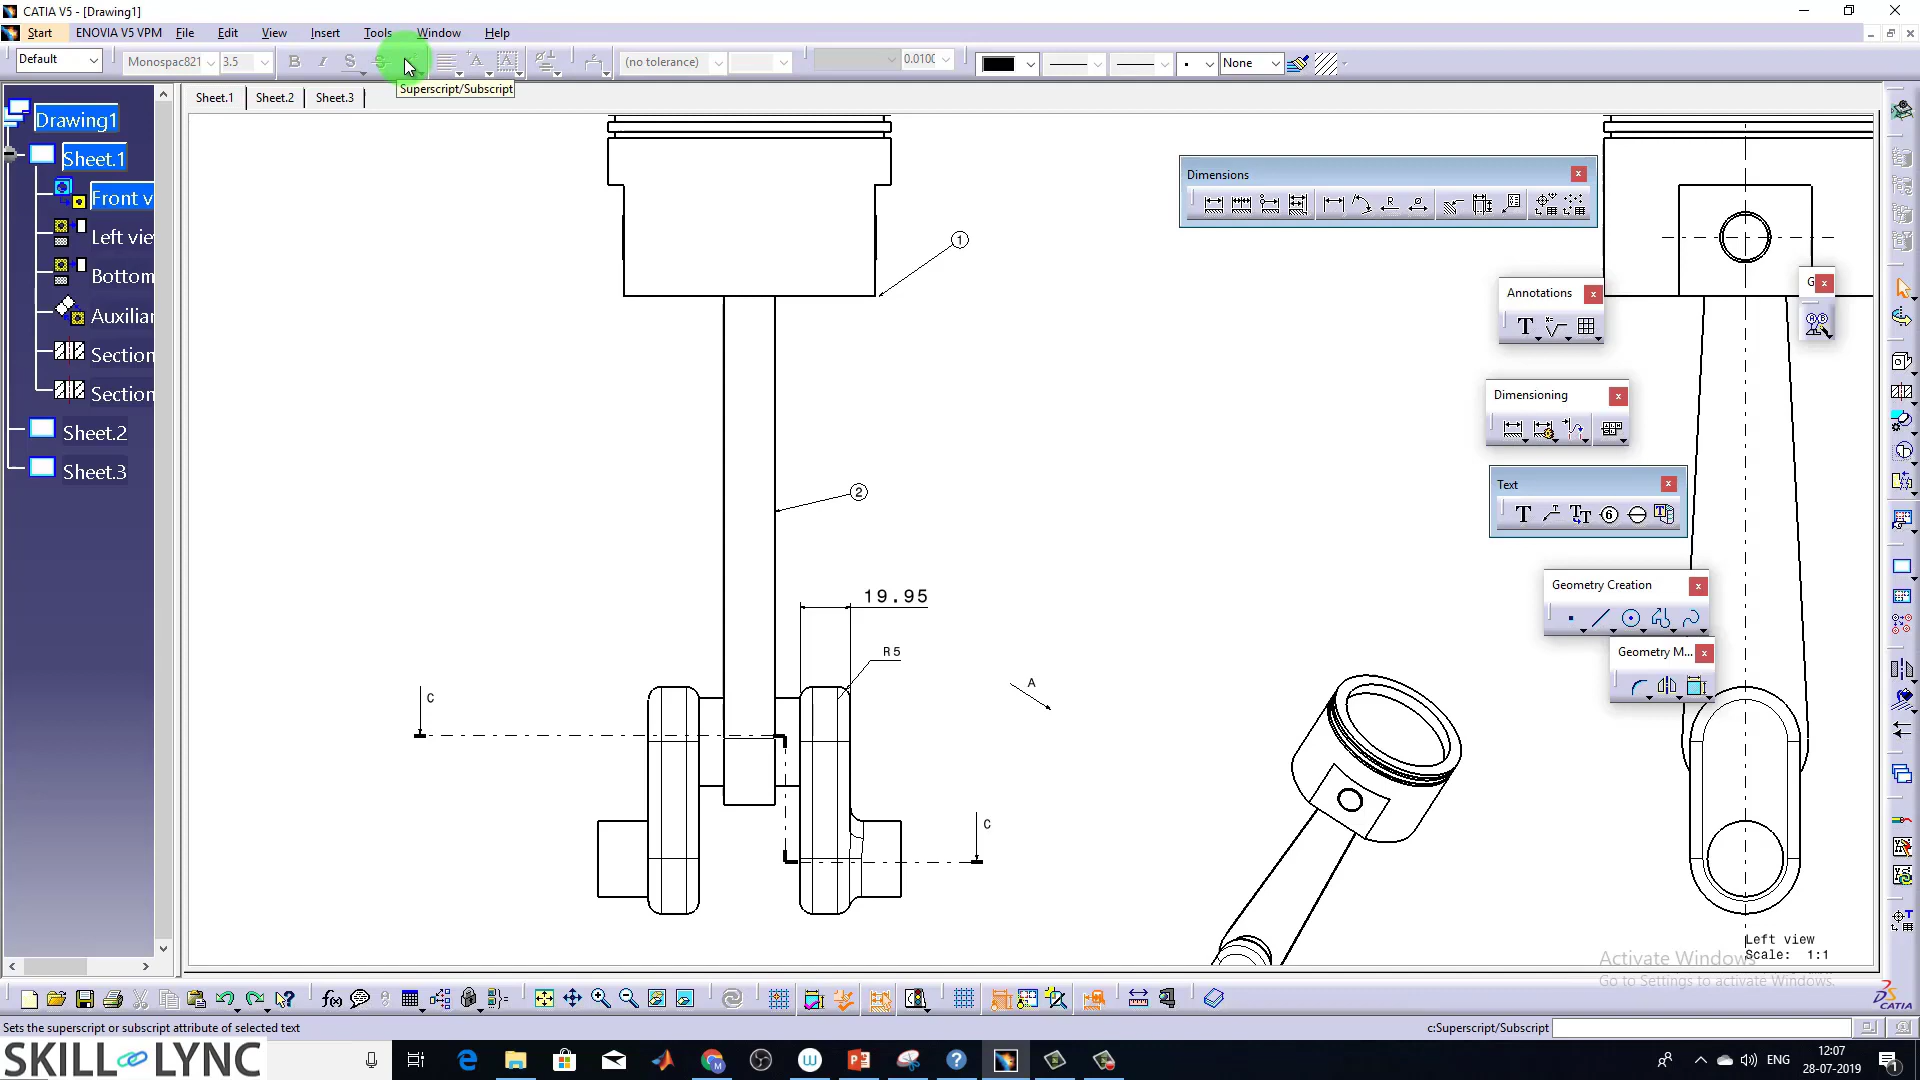 CATIA V5 - [Drawing1]
Start ENOVIA V5 VPM File Edit View Insert Tools Window Help
Default Monospac821 3.5 B I S S (no tolerance) 0.0100 None
Superscript/Subscript
Sheet.1 Sheet.2 Sheet.3
Drawing1
Sheet.1
Front v
Left vie
Bottom
Auxiliar
Section
Section
Sheet.2
Sheet.3
1
2
19.95
R5
C
C
A
Dimensions
Annotations
G
Dimensioning
Text
Geometry Creation
Geometry M...
Left view
Scale: 1:1
Activate Windows
Go to Settings to activate Windows.
CATIA
Sets the superscript or subscript attribute of selected text
c:Superscript/Subscript
SKILL LYNC
ENG
12:07
28-07-2019